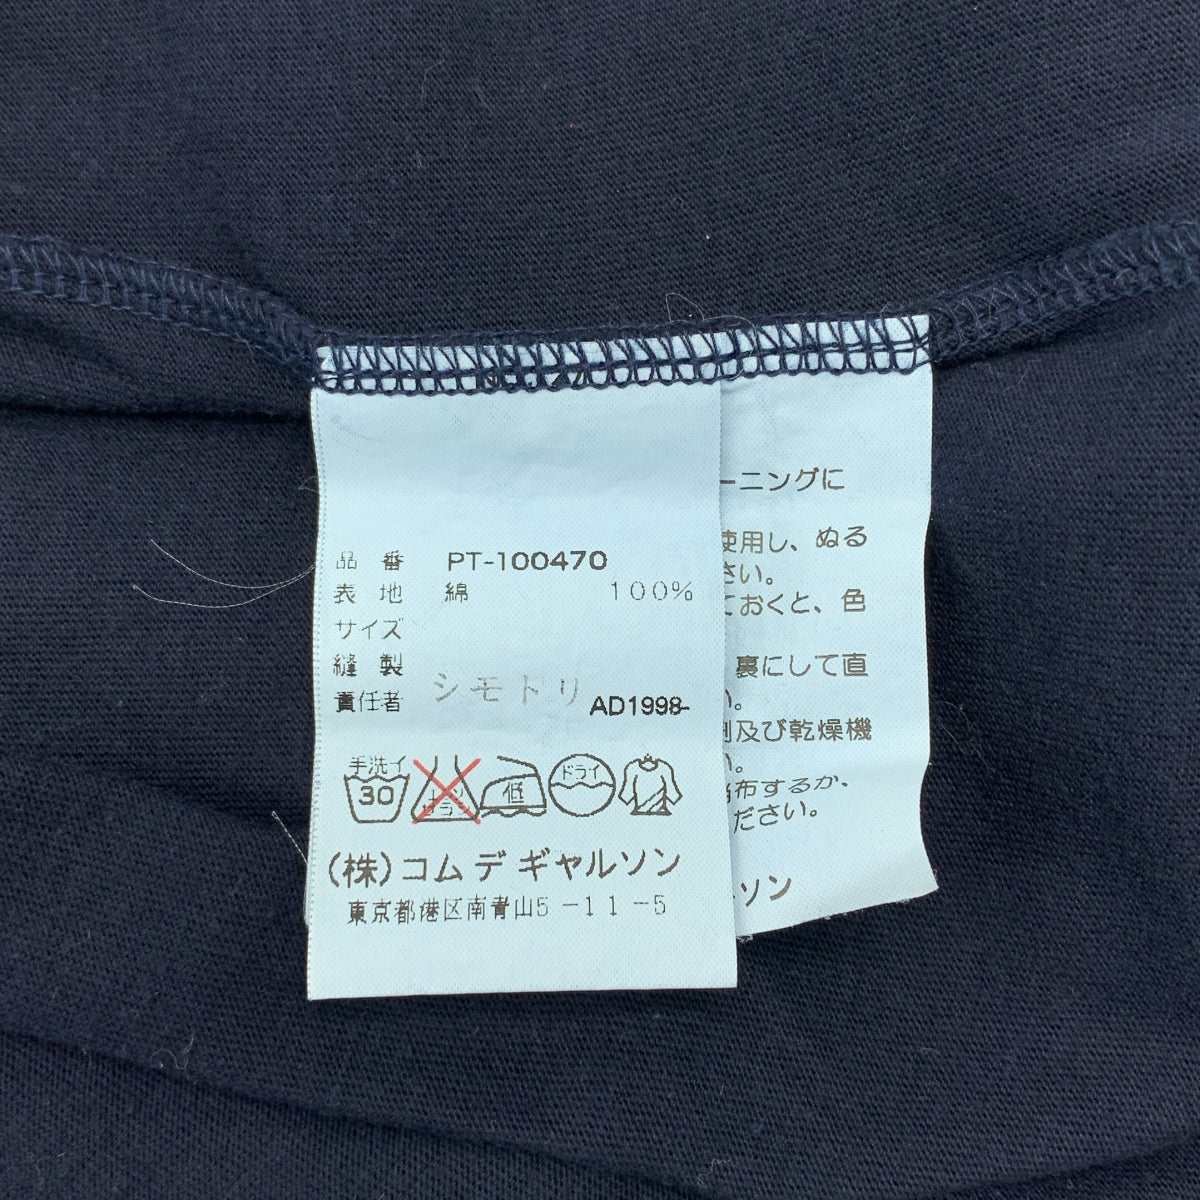 品番 PT-100470
表地 綿 100%
サイズ
縫製
責任者 シモトリ AD1998-
手洗イ 30 低 ドライ
(株)コムデギャルソン
東京都港区南青山5-11-5
ーニングに
使用し、ぬる
さい。
ておくと、色
裏にして直
い。
剤及び乾燥機
い。
布するか、
ださい。
ルソン